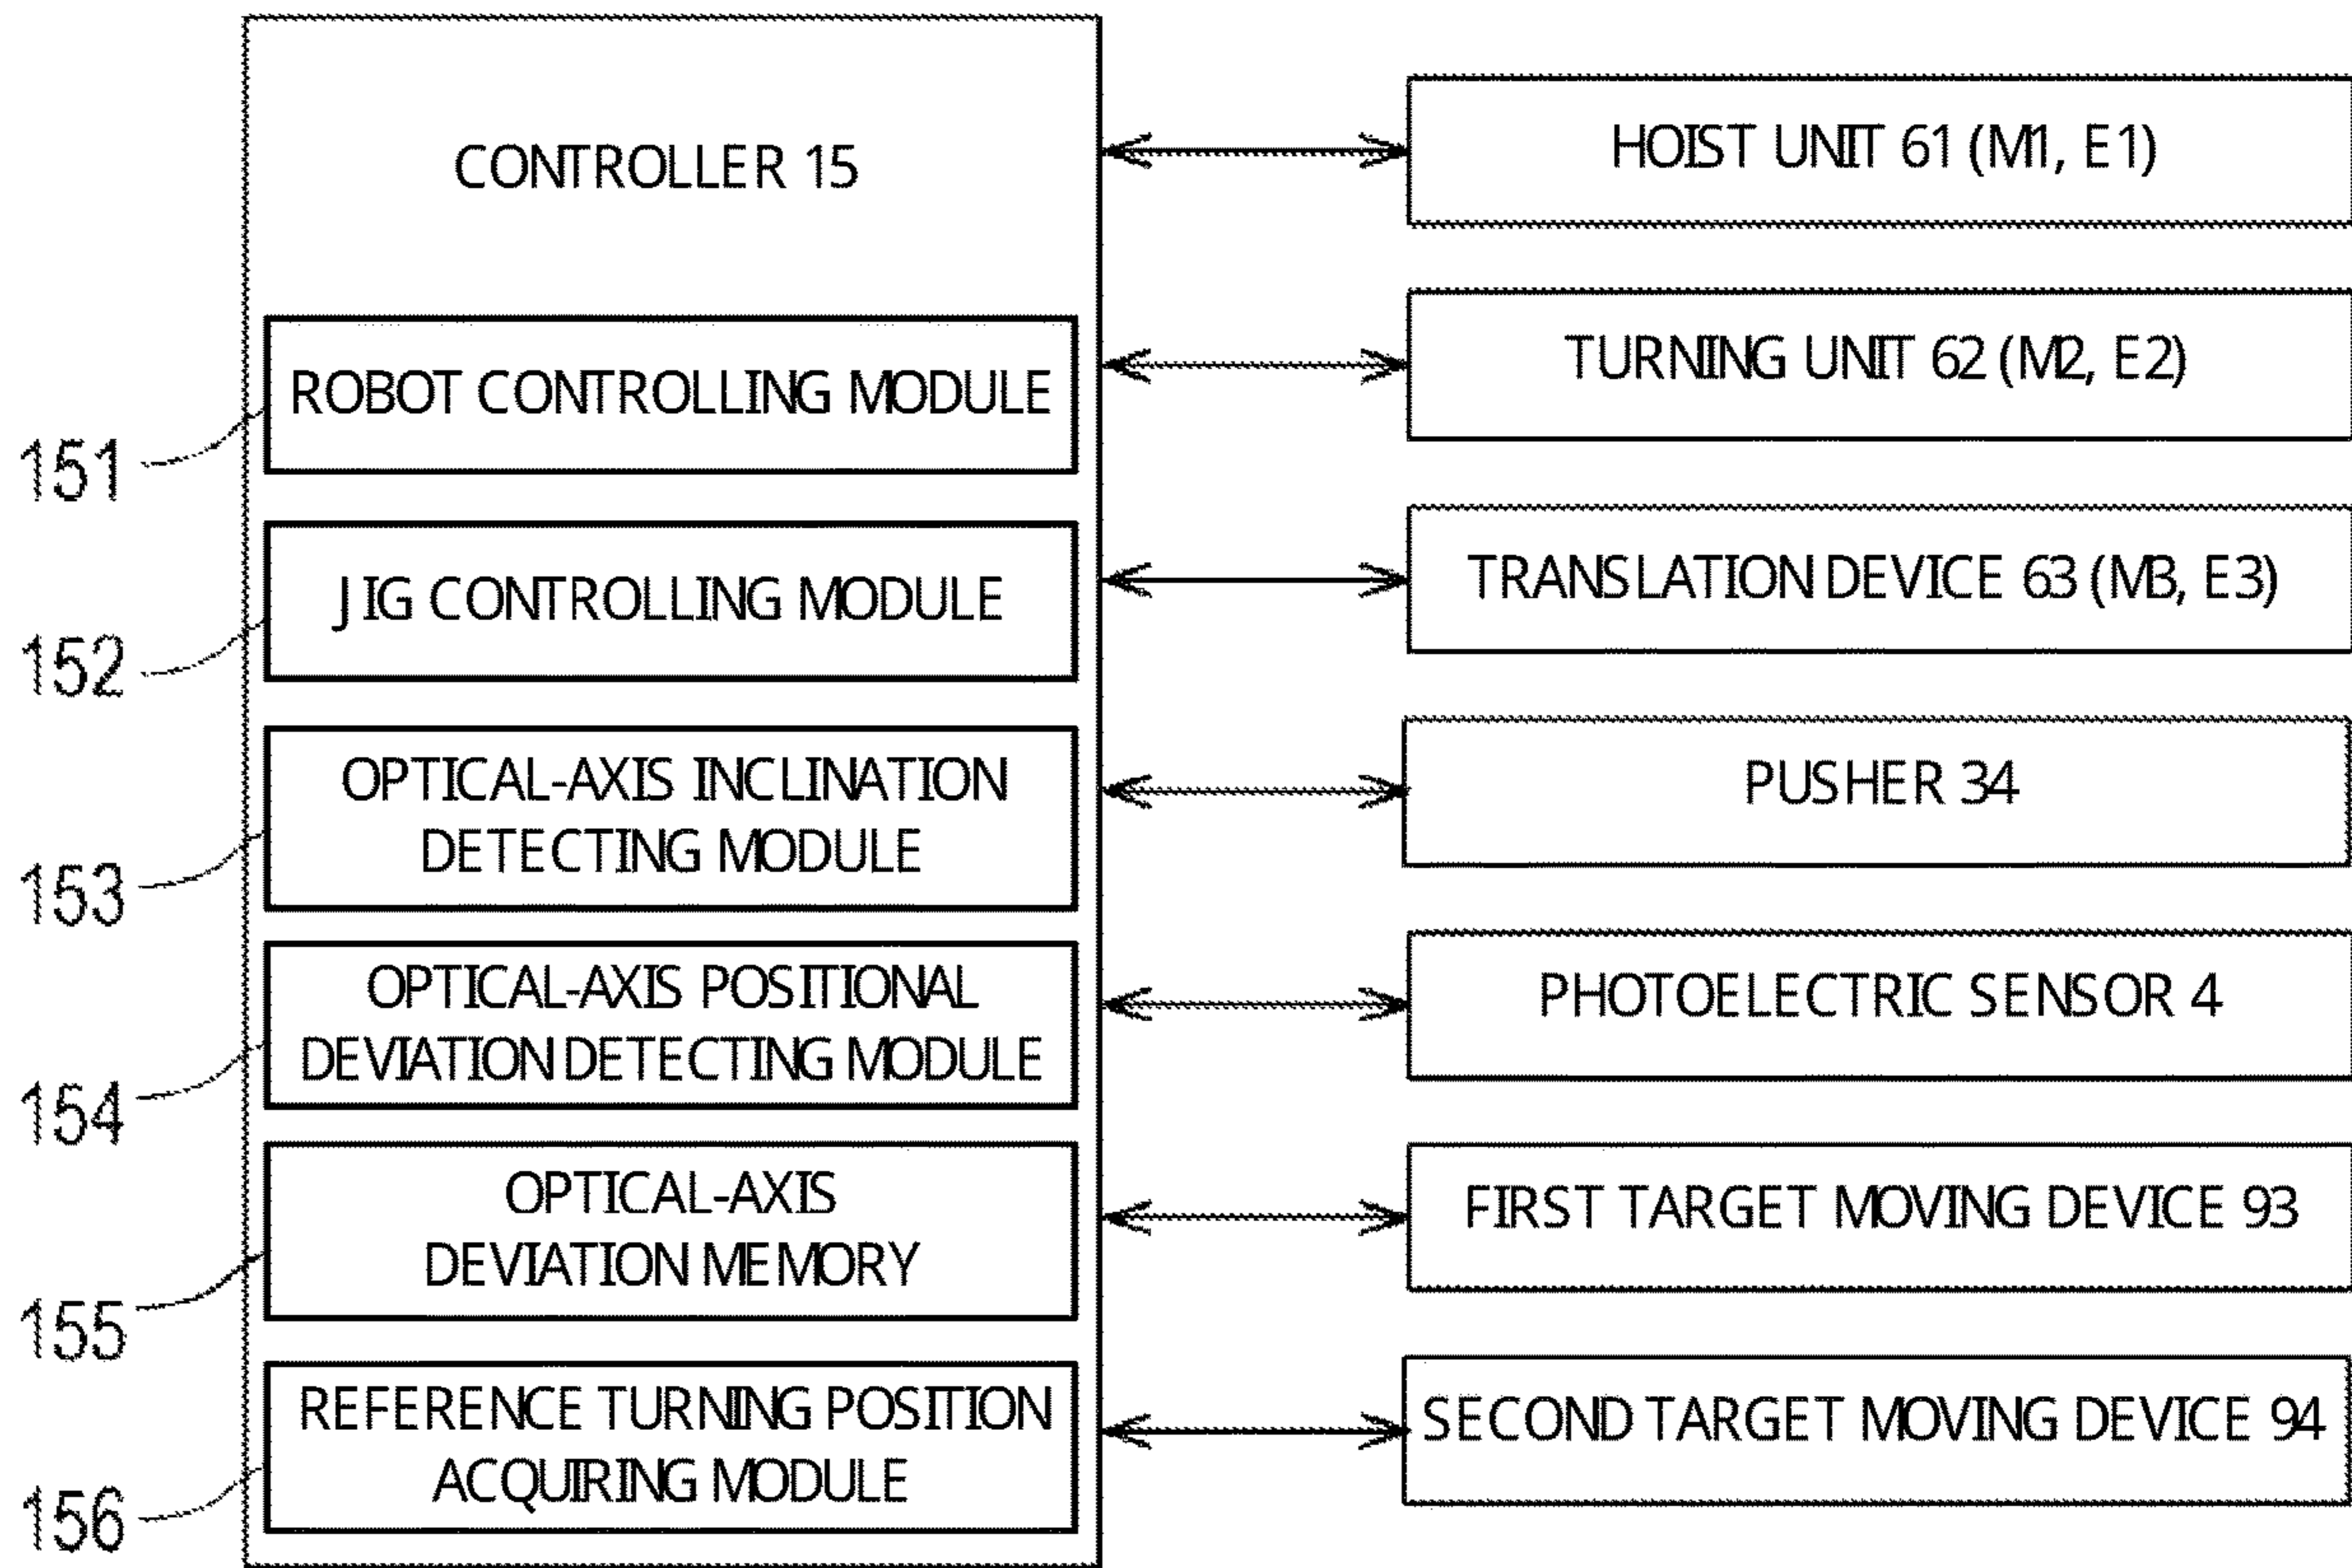 CONTROLLER 15
ROBOT CONTROLLING MODULE
151
JIG CONTROLLING MODULE
152
OPTICAL-AXIS INCLINATION
DETECTING MODULE
153
OPTICAL-AXIS POSITIONAL
DEVIATION DETECTING MODULE
154
OPTICAL-AXIS
DEVIATION MEMORY
155
REFERENCE TURNING POSITION
ACQUIRING MODULE
156
HOIST UNIT 61 (M1, E1)
TURNING UNIT 62 (M2, E2)
TRANSLATION DEVICE 63 (M3, E3)
PUSHER 34
PHOTOELECTRIC SENSOR 4
FIRST TARGET MOVING DEVICE 93
SECOND TARGET MOVING DEVICE 94